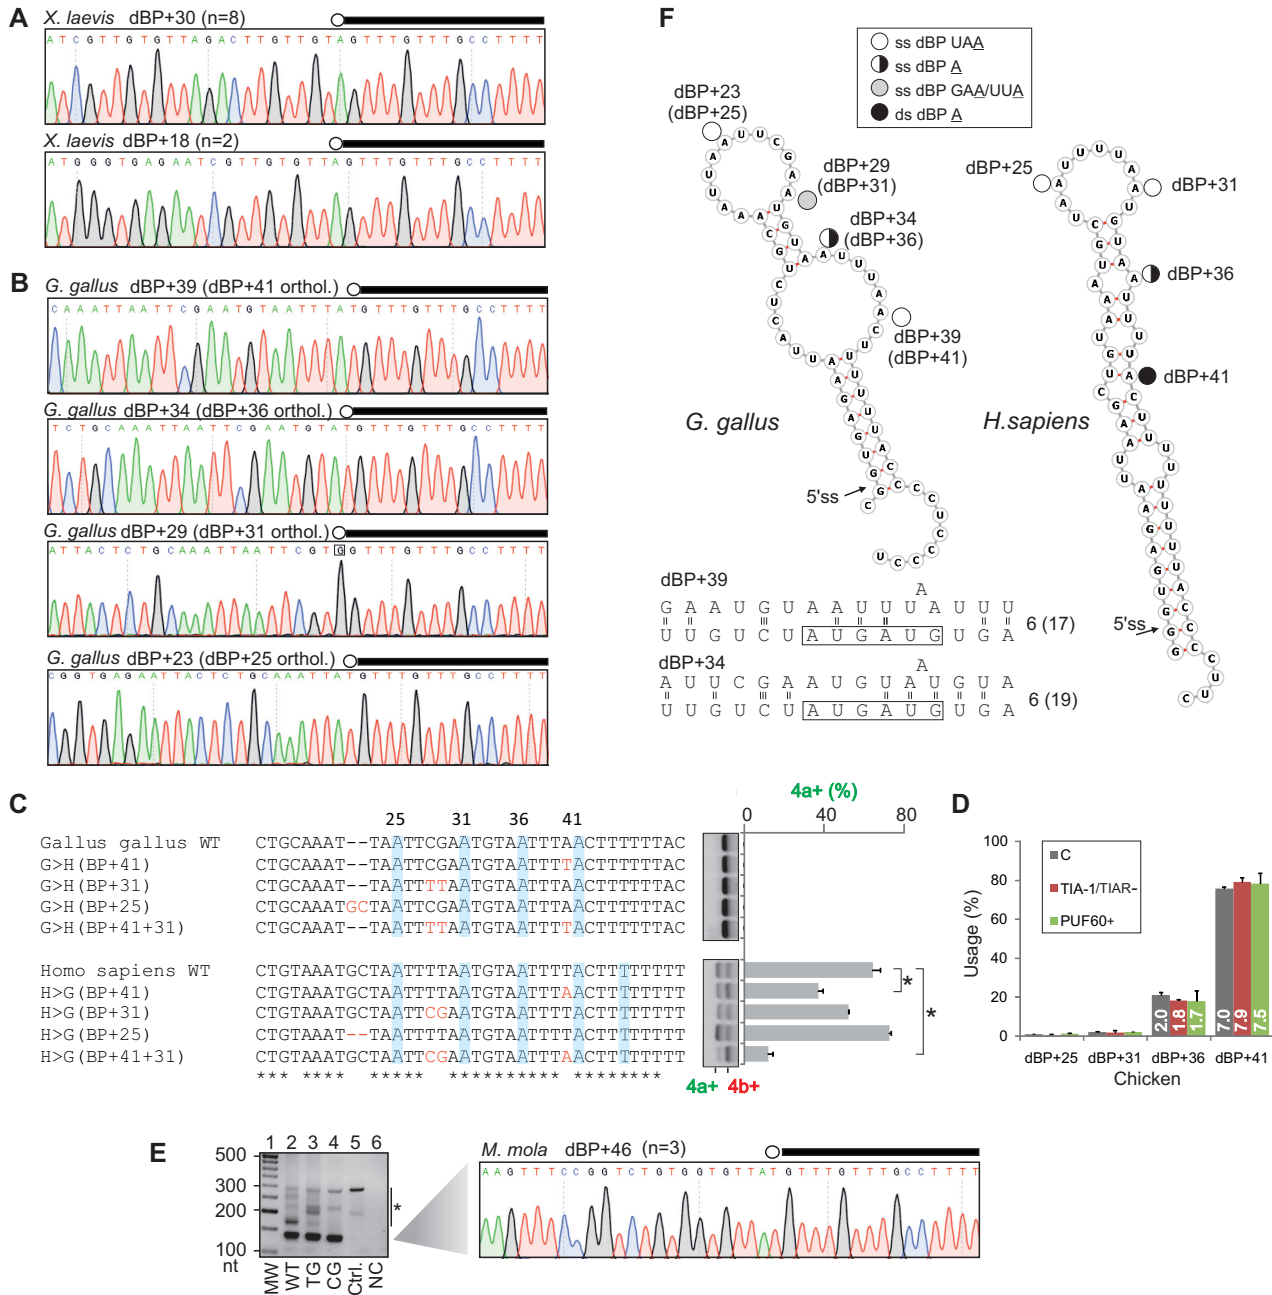 A
X. laevis dBP+30 (n=8)
A T C G T T G T G T T A G A C T T G T T G T A G T T T G T T T G C C T T T T
X. laevis dBP+18 (n=2)
A T G G G T G A G A A T C G T T G T G T T A G T T T G T T T G C C T T T T
B
G. gallus dBP+39 (dBP+41 orthol.)
C A A A T T A A T T C G A A T G T A A T T T A T G T T T G T T T G C C T T T T
G. gallus dBP+34 (dBP+36 orthol.)
T C T G C A A A T T A A T T C G A A T G T A T G T T T G T T T G C C T T T T
G. gallus dBP+29 (dBP+31 orthol.)
A T T A C T C T G C A A A T T A A T T C G T G G T T T G T T T G C C T T T T
G. gallus dBP+23 (dBP+25 orthol.)
C G G T G A G A A T T A C T C T G C A A A T T A T G T T T G T T T G C C T T T T
C
25 31 36 41
4a+ (%)
0 40 80
Gallus gallus WT CTGCAAAT--TAATTCGAATGTAATTTAACTTTTTTAC
G>H(BP+41) CTGCAAAT--TAATTCGAATGTAATTTTACTTTTTTAC
G>H(BP+31) CTGCAAAT--TAATTTTAATGTAATTTAACTTTTTTAC
G>H(BP+25) CTGCAAATGCTAATTCGAATGTAATTTAACTTTTTTAC
G>H(BP+41+31) CTGCAAAT--TAATTTTAATGTAATTTTACTTTTTTAC
Homo sapiens WT CTGTAAATGCTAATTTTAATGTAATTTTACTTTTTTTT
H>G(BP+41) CTGTAAATGCTAATTTTAATGTAATTTAACTTTTTTTT
H>G(BP+31) CTGTAAATGCTAATTCGAATGTAATTTTACTTTTTTTT
H>G(BP+25) CTGTAAAT--TAATTTTAATGTAATTTTACTTTTTTTT
H>G(BP+41+31) CTGTAAATGCTAATTCGAATGTAATTTAACTTTTTTTT
*** **** ***** ********** **********
*
*
4a+ 4b+
D
Usage (%)
100
80
60
40
20
0
C
TIA-1/TIAR-
PUF60+
2.0 1.8 1.7 7.0 7.9 7.5
dBP+25 dBP+31 dBP+36 dBP+41
Chicken
E
1 2 3 4 5 6
500
300
200
100
nt
*
MW WT TG CG Ctrl. NC
M. mola dBP+46 (n=3)
A A G T T T C C G G T C T G T G G T G T T A T G T T T G T T T G C C T T T T
F
ss dBP UAA
ss dBP A
ss dBP GAA/UUA
ds dBP A
dBP+23
(dBP+25)
dBP+29
(dBP+31)
dBP+34
(dBP+36)
dBP+39
(dBP+41)
G. gallus
5'ss
dBP+25
dBP+31
dBP+36
dBP+41
H.sapiens
5'ss
dBP+39
A
G A A U G U A A U U U A U U U
U U G U C U A U G A U G U G A
6 (17)
dBP+34
A
A U U C G A A U G U A U G U A
U U G U C U A U G A U G U G A
6 (19)